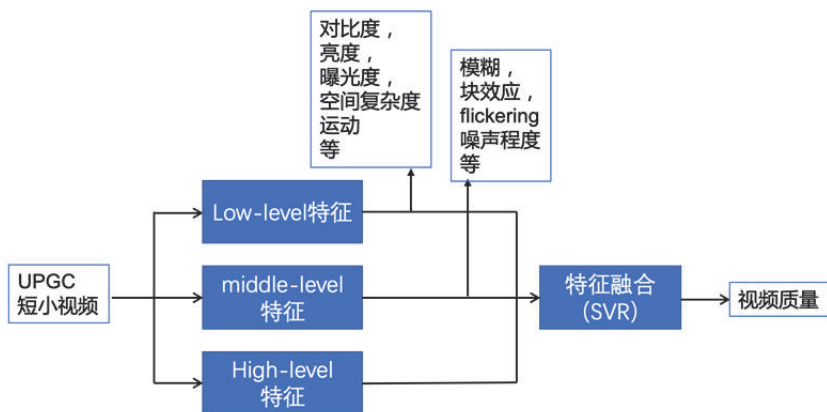 对比度，
亮度，
曝光度，
空间复杂度
运动
等
模糊，
块效应，
flickering
噪声程度
等
Low-level特征
UPGC
短小视频
middle-level
特征
特征融合
（SVR）
视频质量
High-level
特征